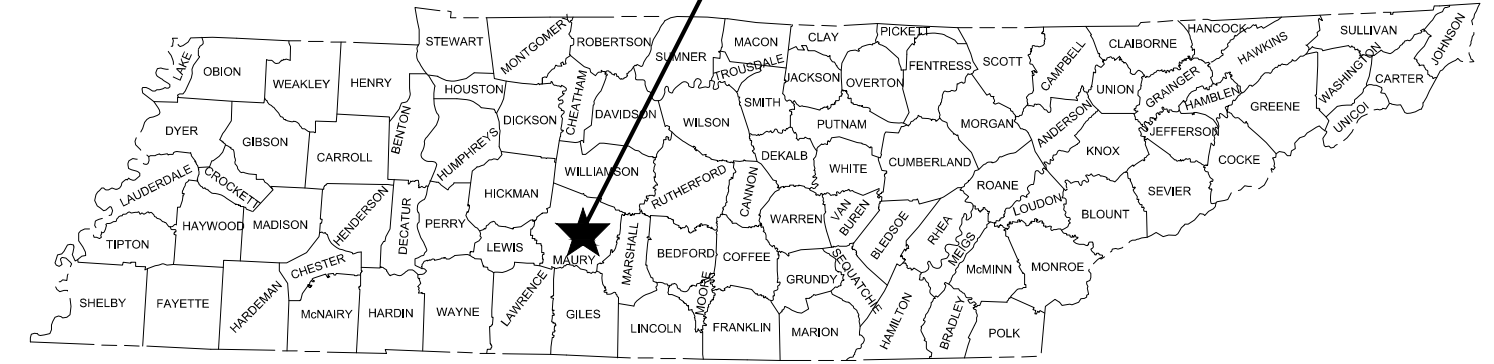 LAKE
OBION
WEAKLEY
HENRY
STEWART
MONTGOMERY
ROBERTSON
SUMNER
MACON
TROUSDALE
CLAY
PICKETT
JACKSON
OVERTON
FENTRESS
SCOTT
CAMPBELL
CLAIBORNE
HANCOCK
HAWKINS
SULLIVAN
JOHNSON
WASHINGTON
CARTER
UNICOI
GREENE
HAMBLEN
GRAINGER
UNION
ANDERSON
MORGAN
PUTNAM
SMITH
WILSON
DAVIDSON
CHEATHAM
DICKSON
HOUSTON
HUMPHREYS
BENTON
CARROLL
GIBSON
DYER
LAUDERDALE
CROCKETT
HAYWOOD
MADISON
HENDERSON
DECATUR
PERRY
HICKMAN
WILLIAMSON
RUTHERFORD
CANNON
DEKALB
WHITE
CUMBERLAND
ROANE
KNOX
JEFFERSON
COCKE
SEVIER
BLOUNT
LOUDON
MEIGS
RHEA
BLEDSOE
VAN
BUREN
WARREN
COFFEE
BEDFORD
MARSHALL
MAURY
LEWIS
TIPTON
SHELBY
FAYETTE
HARDEMAN
CHESTER
McNAIRY
HARDIN
WAYNE
LAWRENCE
GILES
LINCOLN
MOORE
FRANKLIN
GRUNDY
MARION
SEQUATCHIE
HAMILTON
BRADLEY
McMINN
POLK
MONROE